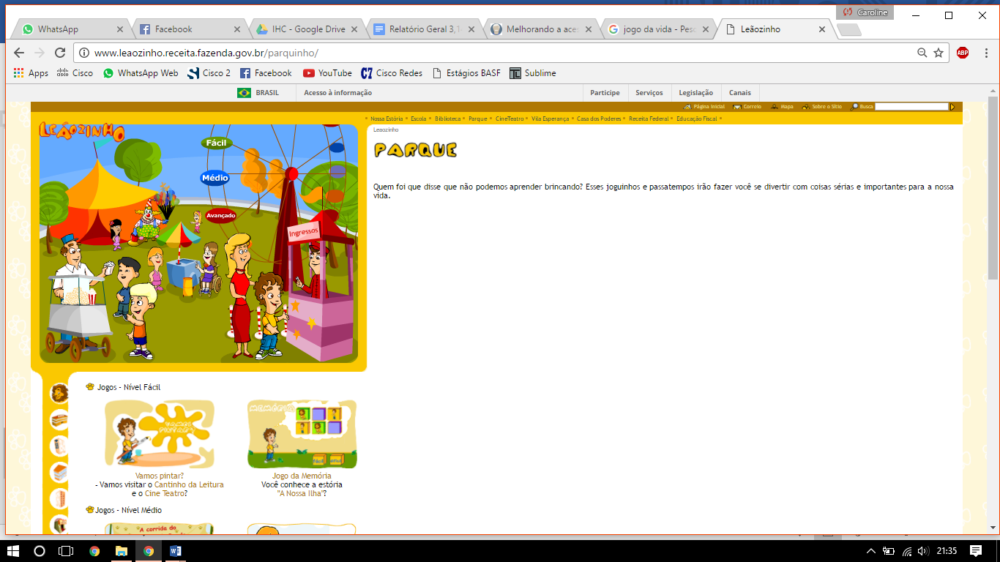 Caroline
WhatsApp
Facebook
IHC - Google Drive
Relatório Geral 3,1
Melhorando a aces
jogo da vida - Pesq
Leãozinho
www.leaozinho.receita.fazenda.gov.br/parquinho/
ABP
Apps
Cisco
WhatsApp Web
Cisco 2
Facebook
YouTube
Cisco Redes
Estágios BASF
Sublime
BRASIL
Acesso à informação
Participe
Serviços
Legislação
Canais
Página Inicial
Correio
Mapa
Sobre o Sítio
Busca
Nossa Estória
Escola
Biblioteca
Parque
CineTeatro
Vila Esperança
Casa dos Poderes
Receita Federal
Educação Fiscal
LEÃOZINHO
Fácil
Médio
Avançado
Ingressos
Leãozinho
PARQUE
Quem foi que disse que não podemos aprender brincando? Esses joguinhos e passatempos irão fazer você se divertir com coisas sérias e importantes para a nossa
vida.
Jogos - Nível Fácil
VAMOS
PINTAR?
MEMÓRIA
fácil
Vamos pintar?
- Vamos visitar o Cantinho da Leitura
e o Cine Teatro?
Jogo da Memória
Você conhece a estória
"A Nossa Ilha"?
Jogos - Nível Médio
A corrida do
21:35